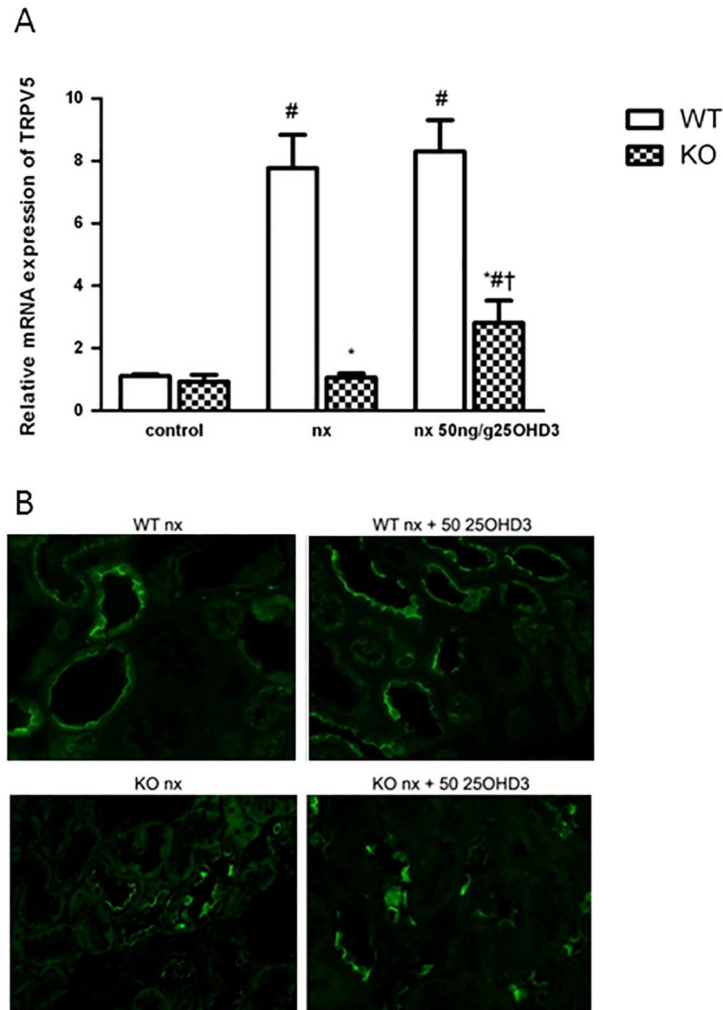 A
Relative mRNA expression of TRPV5
10
8
6
4
2
0
#
*
#
*#†
control
nx
nx 50ng/g25OHD3
WT
KO
B
WT nx
WT nx + 50 25OHD3
KO nx
KO nx + 50 25OHD3